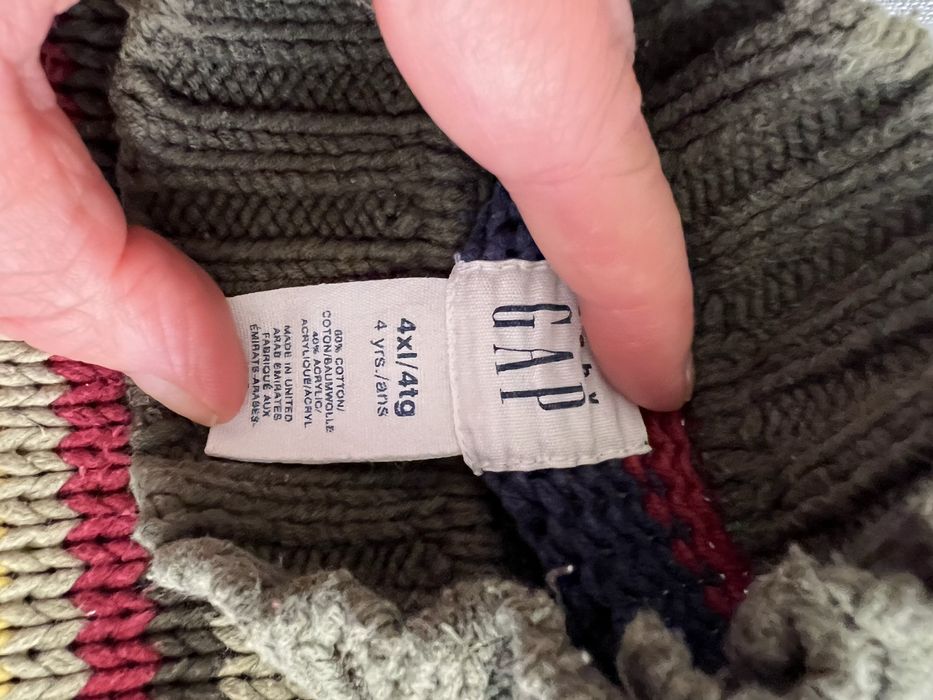 GAP
4xl/4tg
4 yrs./ans
60% COTTON/
COTON/BAUMWOLLE
40% ACRYLIC/
ACRYLIQUE/ACRYL
MADE IN UNITED
ARAB EMIRATES
FABRIQUÉ AUX
ÉMIRATS-ARABES-